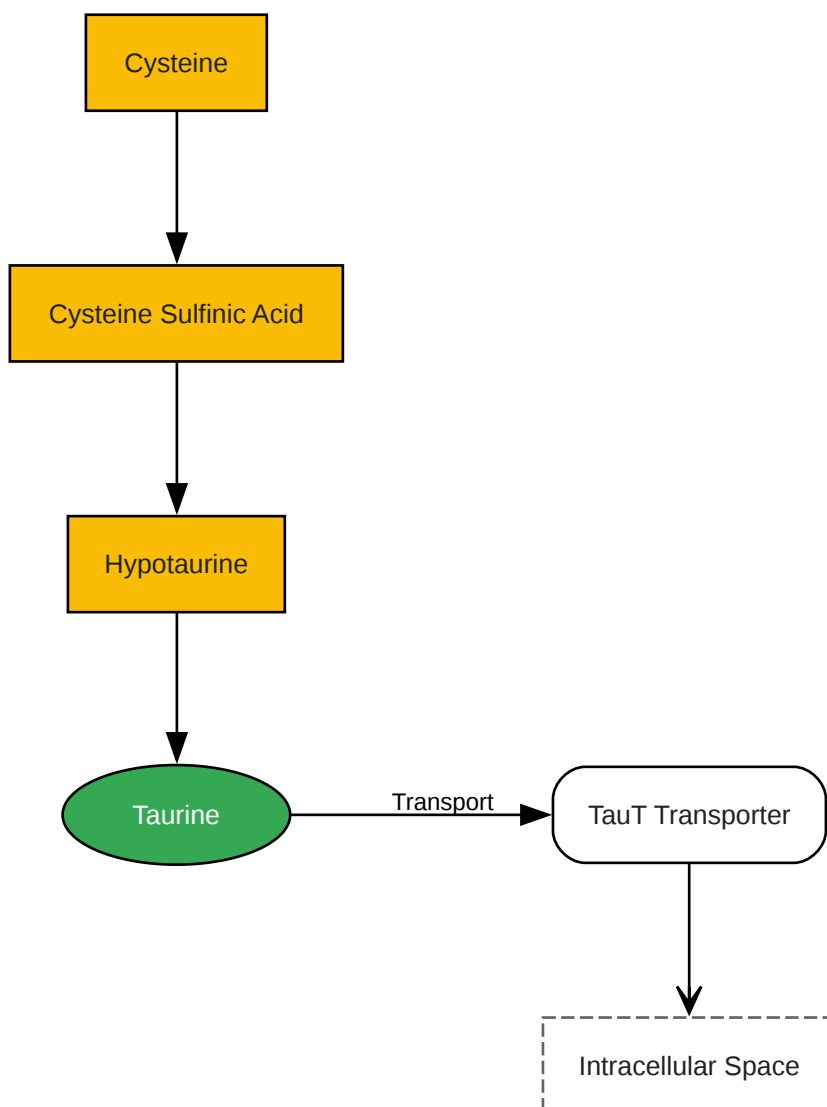 Cysteine
Cysteine Sulfinic Acid
Hypotaurine
Taurine
Transport
TauT Transporter
Intracellular Space